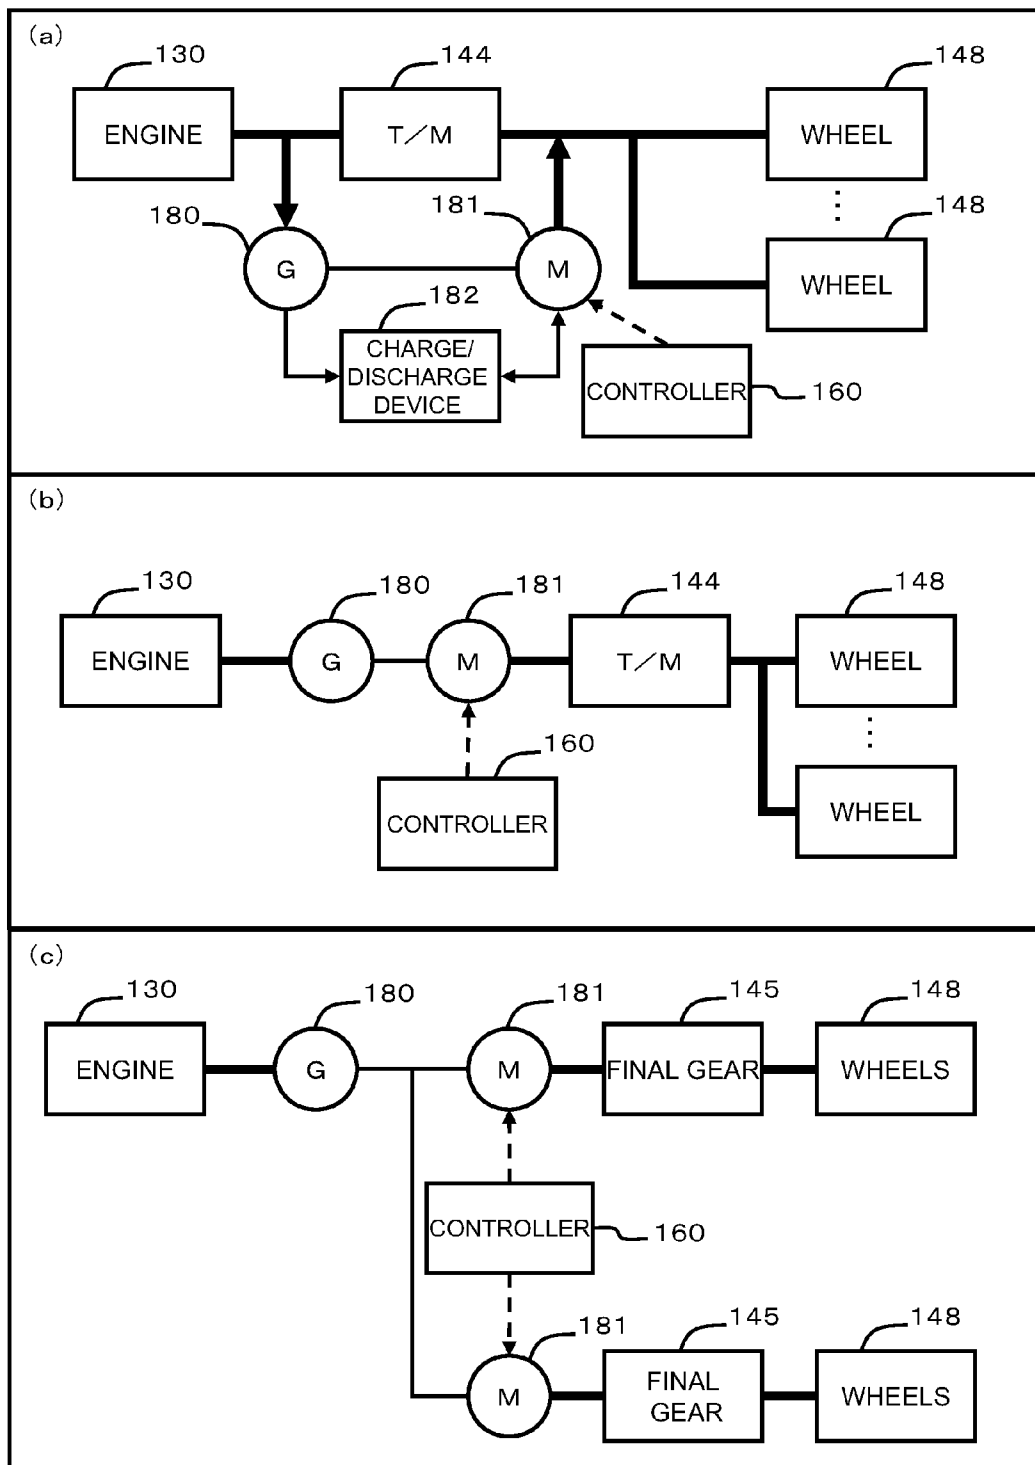 (a)
130
144
148
ENGINE
T/M
WHEEL
180
181
148
G
M
WHEEL
182
CHARGE/
DISCHARGE
DEVICE
CONTROLLER
160
(b)
130
180
181
144
148
ENGINE
G
M
T/M
WHEEL
160
CONTROLLER
WHEEL
(c)
130
180
181
145
148
ENGINE
G
M
FINAL GEAR
WHEELS
CONTROLLER
160
181
145
148
M
FINAL
GEAR
WHEELS